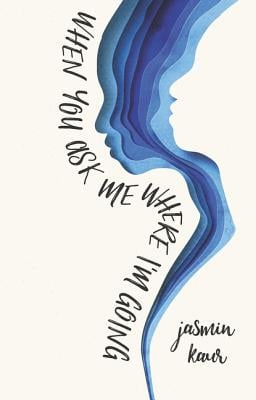 WHEN YOU ASK ME WHERE I'M GOING
jasmin
kaur